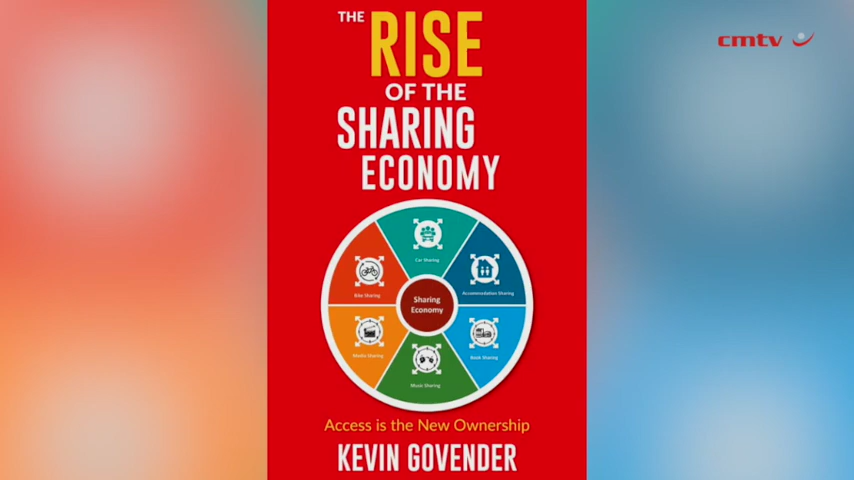 THE
RISE
OF THE
SHARING
ECONOMY
cmtv
Car Sharing
Bike Sharing
Accommodation Sharing
Sharing
Economy
Media Sharing
Book Sharing
Music Sharing
Access is the New Ownership
KEVIN GOVENDER